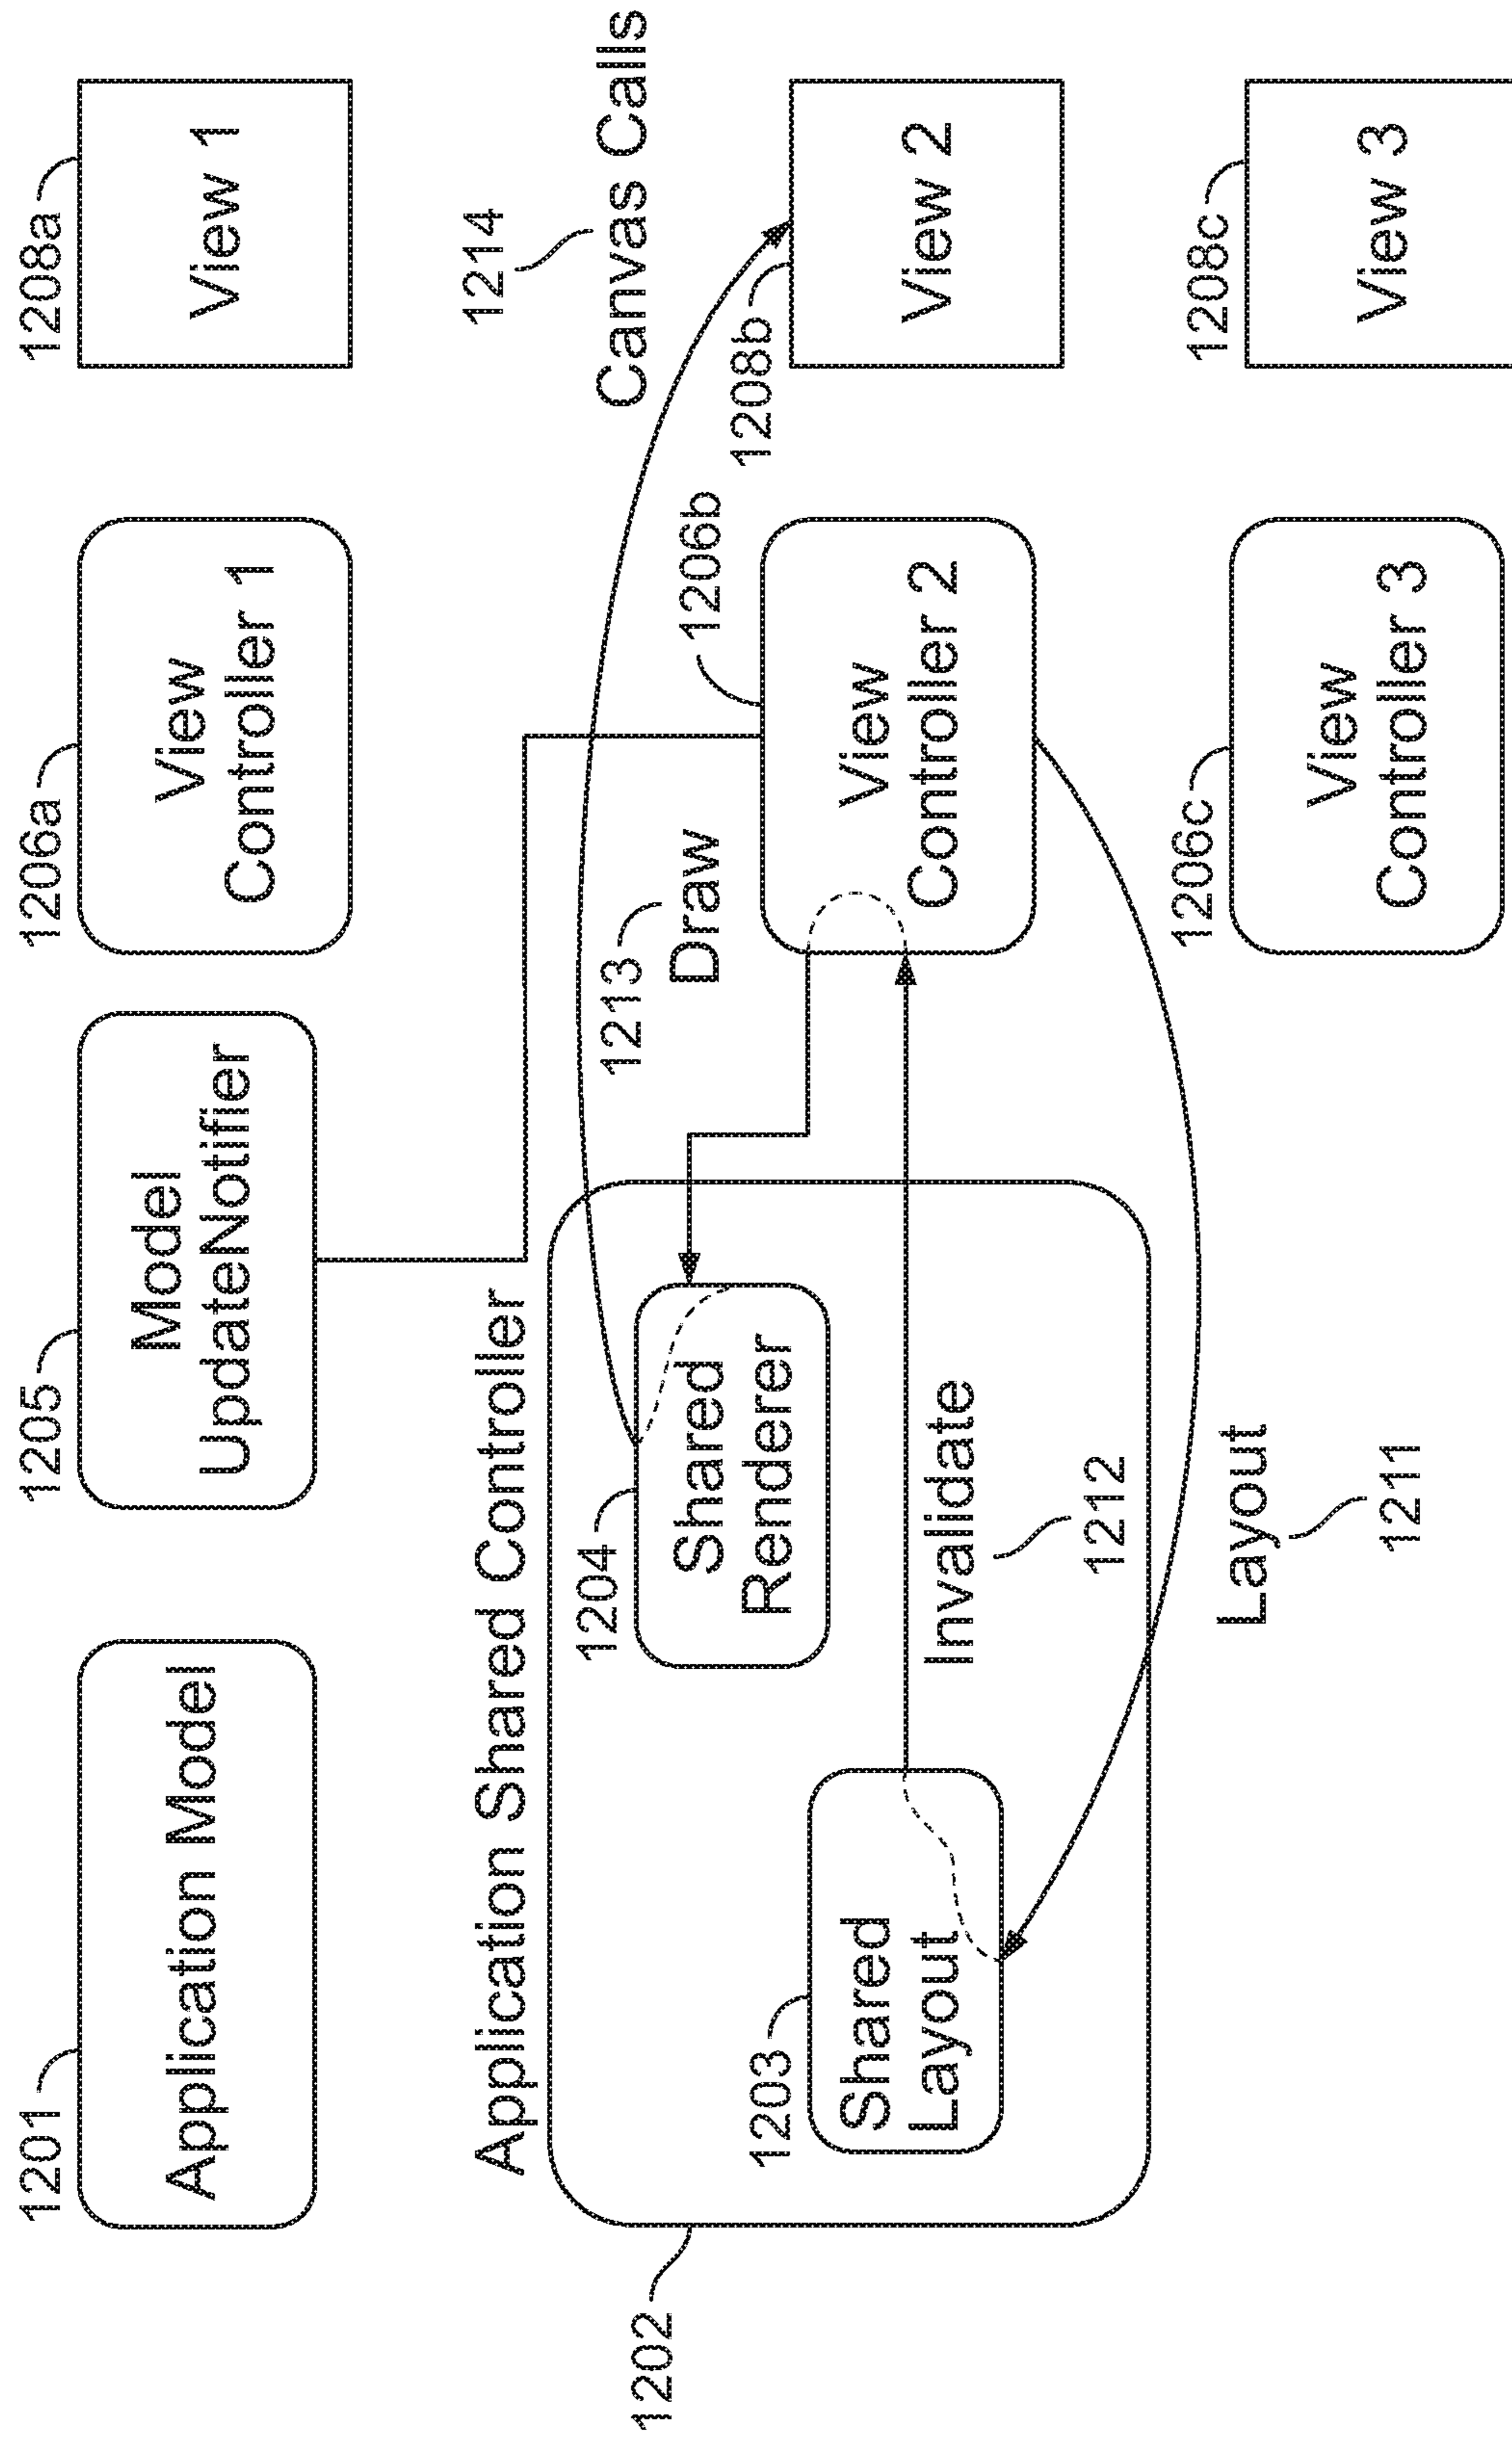 1201
Application Model
1205
Model
UpdateNotifier
1206a
View
Controller 1
1208a
View 1
Application Shared Controller
1202
1203
Shared
Layout
1204
Shared
Renderer
Invalidate
1212
Layout
1211
1213
Draw
1206b
View
Controller 2
1214
Canvas Calls
1208b
View 2
1206c
View
Controller 3
1208c
View 3